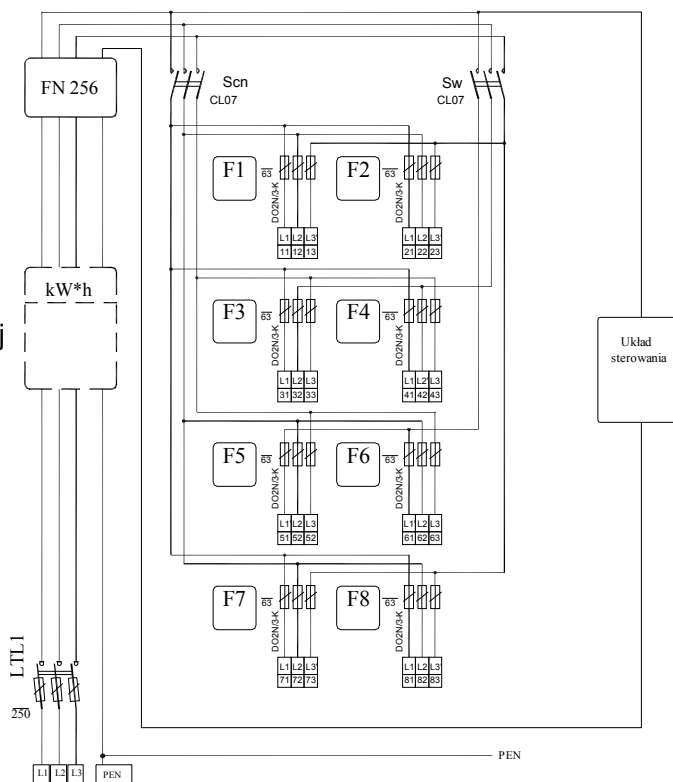 FN 256
Scn
CL07
Sw
CL07
F1
63
DO2N/3-K
L1 L2 L3'
11 12 13
F2
63
DO2N/3-K
L1 L2 L3'
21 22 23
kW*h
j
F3
63
DO2N/3-K
L1 L2' L3
31 32 33
F4
63
DO2N/3-K
L1 L2' L3
41 42 43
Układ
sterowania
F5
63
DO2N/3-K
L1' L2 L3
51 52 52
F6
63
DO2N/3-K
L1' L2 L3
61 62 63
F7
63
DO2N/3-K
L1 L2 L3'
71 72 73
F8
63
DO2N/3-K
L1 L2 L3'
81 82 83
LTL1
250
L1 L2 L3 PEN
PEN